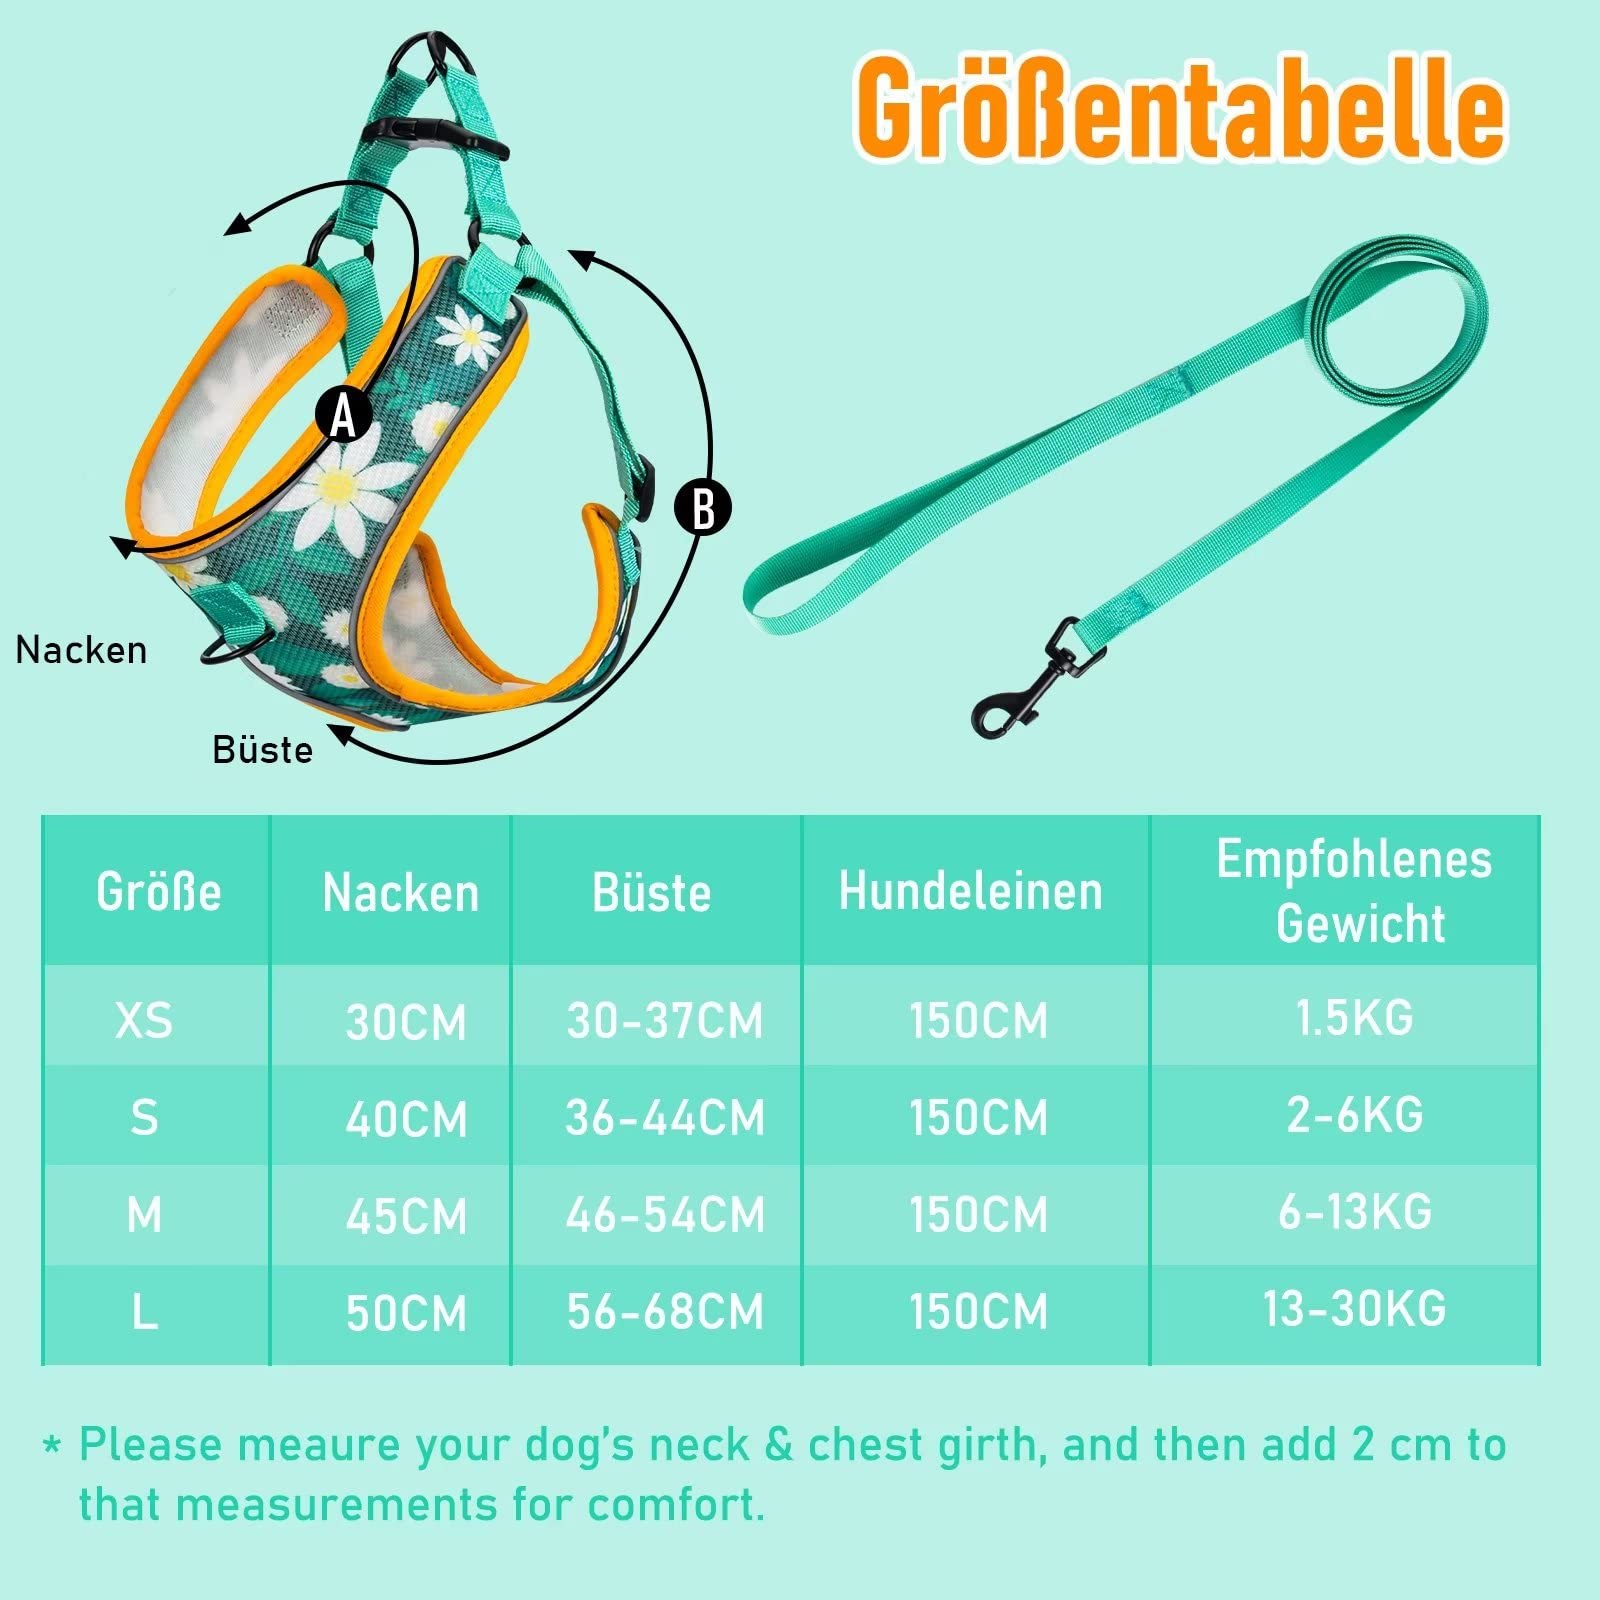 Größentabelle
A
B
Nacken
Büste
Größe Nacken Büste Hundeleinen Empfohlenes Gewicht
XS 30CM 30-37CM 150CM 1.5KG
S 40CM 36-44CM 150CM 2-6KG
M 45CM 46-54CM 150CM 6-13KG
L 50CM 56-68CM 150CM 13-30KG
* Please meaure your dog's neck & chest girth, and then add 2 cm to
that measurements for comfort.